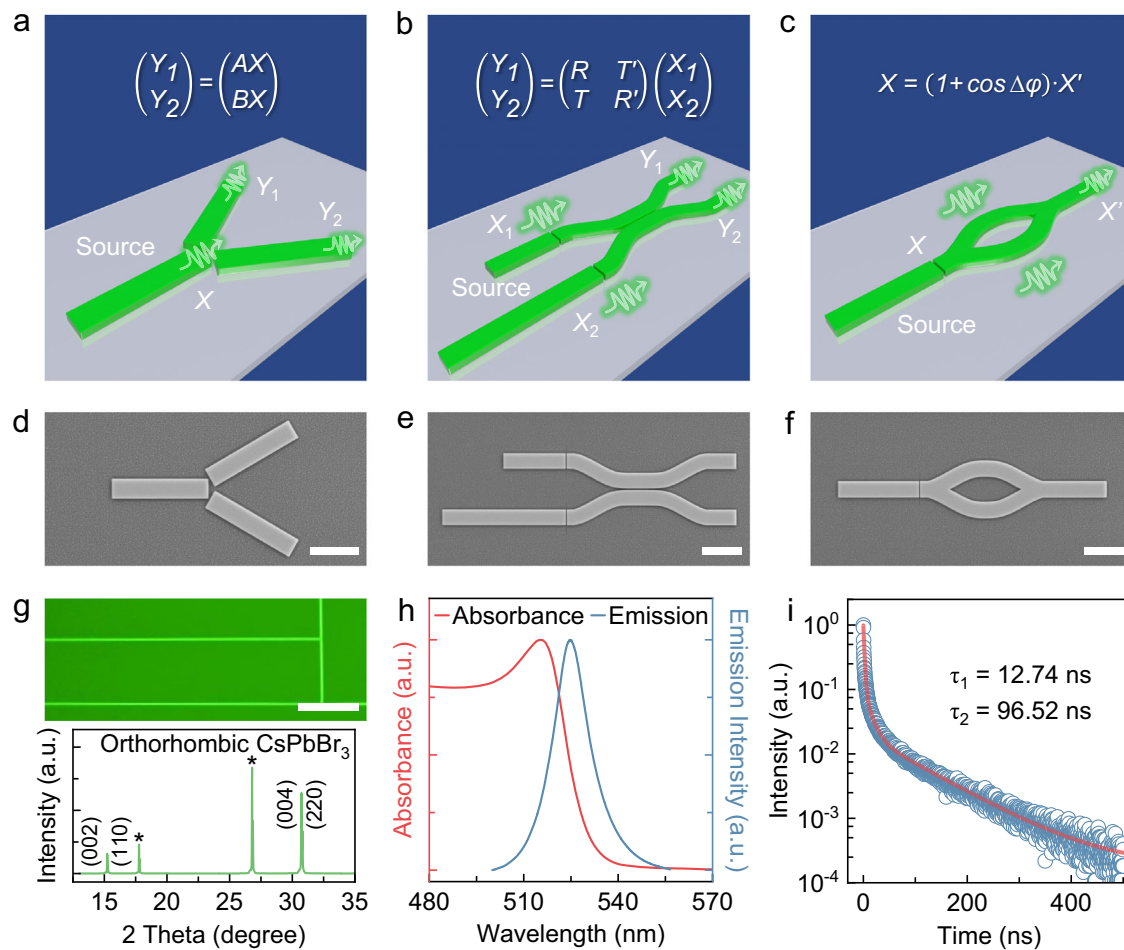 a
(Y1 Y2) = (AX BX)
Y1
Y2
Source
X
b
(Y1 Y2) = (R T' T R') (X1 X2)
Y1
X1
Y2
Source
X2
c
X = (1+cos Δφ)·X'
X'
X
Source
d
e
f
g
Orthorhombic CsPbBr3
Intensity (a.u.)
(002)
(110)
*
*
(004)
(220)
15 20 25 30 35
2 Theta (degree)
h
Absorbance Emission
Absorbance (a.u.)
Emission Intensity (a.u.)
480 510 540 570
Wavelength (nm)
i
τ1 = 12.74 ns
τ2 = 96.52 ns
Intensity (a.u.)
10^0
10^-1
10^-2
10^-3
10^-4
0 200 400
Time (ns)